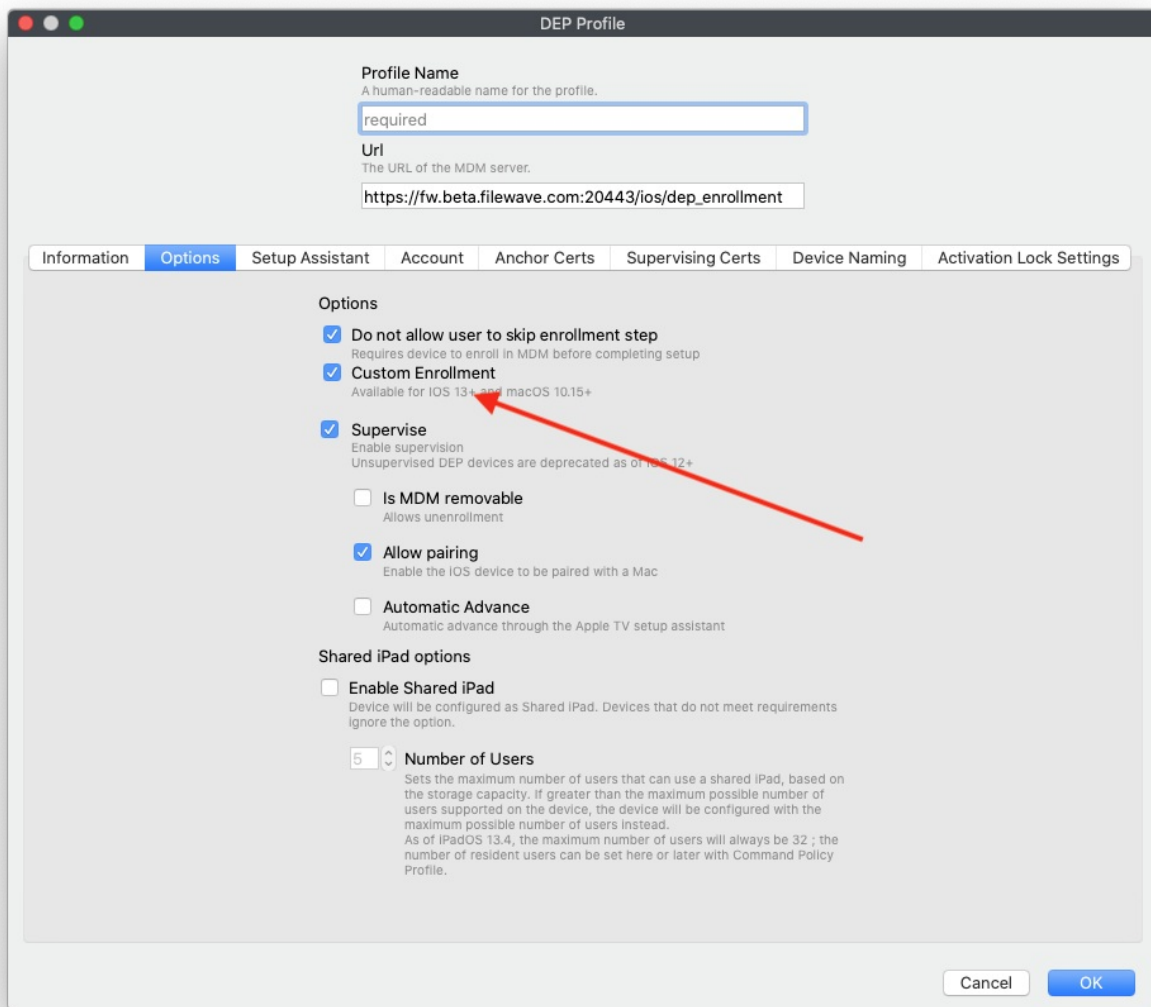 DEP Profile
Profile Name
A human-readable name for the profile.
required
Url
The URL of the MDM server.
https://fw.beta.filewave.com:20443/ios/dep_enrollment
Information Options Setup Assistant Account Anchor Certs Supervising Certs Device Naming Activation Lock Settings
Options
Do not allow user to skip enrollment step
Requires device to enroll in MDM before completing setup
Custom Enrollment
Available for iOS 13+ and macOS 10.15+
Supervise
Enable supervision
Unsupervised DEP devices are deprecated as of iOS 12+
Is MDM removable
Allows unenrollment
Allow pairing
Enable the iOS device to be paired with a Mac
Automatic Advance
Automatic advance through the Apple TV setup assistant
Shared iPad options
Enable Shared iPad
Device will be configured as Shared iPad. Devices that do not meet requirements
ignore the option.
5 Number of Users
Sets the maximum number of users that can use a shared iPad, based on
the storage capacity. If greater than the maximum possible number of
users supported on the device, the device will be configured with the
maximum possible number of users instead.
As of iPadOS 13.4, the maximum number of users will always be 32 ; the
number of resident users can be set here or later with Command Policy
Profile.
Cancel OK